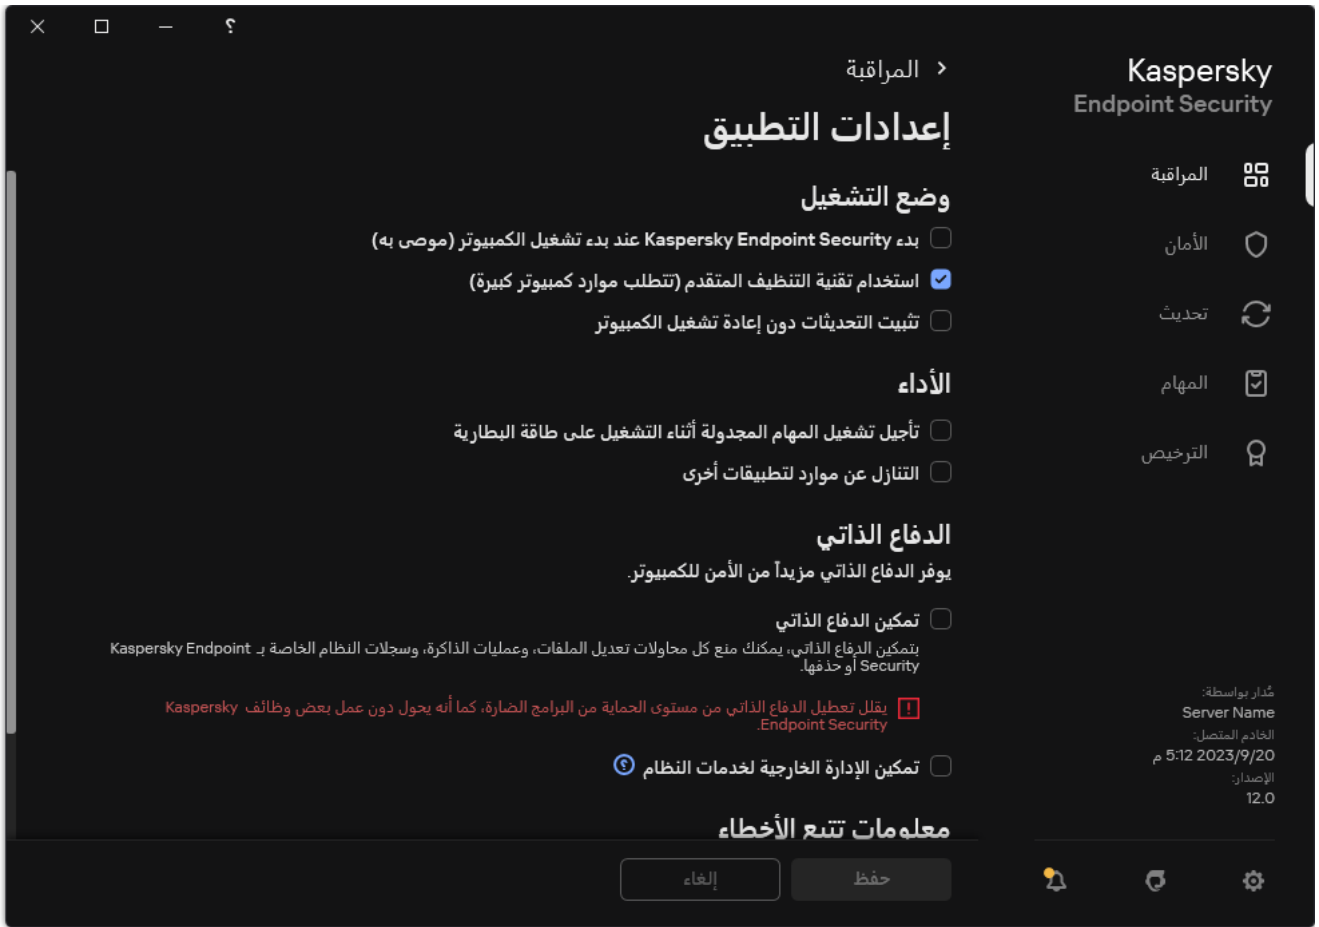 Kaspersky
Endpoint Security
المراقبة
الأمان
تحديث
المهام
الترخيص
مُدار بواسطة:
Server Name
الخادم المتصل:
2023/9/20 5:12 م
الإصدار:
12.0
؟
المراقبة
إعدادات التطبيق
وضع التشغيل
بدء Kaspersky Endpoint Security عند بدء تشغيل الكمبيوتر (موصى به)
استخدام تقنية التنظيف المتقدم (تتطلب موارد كمبيوتر كبيرة)
تثبيت التحديثات دون إعادة تشغيل الكمبيوتر
الأداء
تأجيل تشغيل المهام المجدولة أثناء التشغيل على طاقة البطارية
التنازل عن موارد لتطبيقات أخرى
الدفاع الذاتي
يوفر الدفاع الذاتي مزيداً من الأمن للكمبيوتر.
تمكين الدفاع الذاتي
بتمكين الدفاع الذاتي، يمكنك منع كل محاولات تعديل الملفات، وعمليات الذاكرة، وسجلات النظام الخاصة بـ Kaspersky Endpoint
Security أو حذفها.
يقلل تعطيل الدفاع الذاتي من مستوى الحماية من البرامج الضارة، كما أنه يحول دون عمل بعض وظائف Kaspersky
Endpoint Security.
تمكين الإدارة الخارجية لخدمات النظام ؟
معلومات تتبع الأخطاء
حفظ
إلغاء